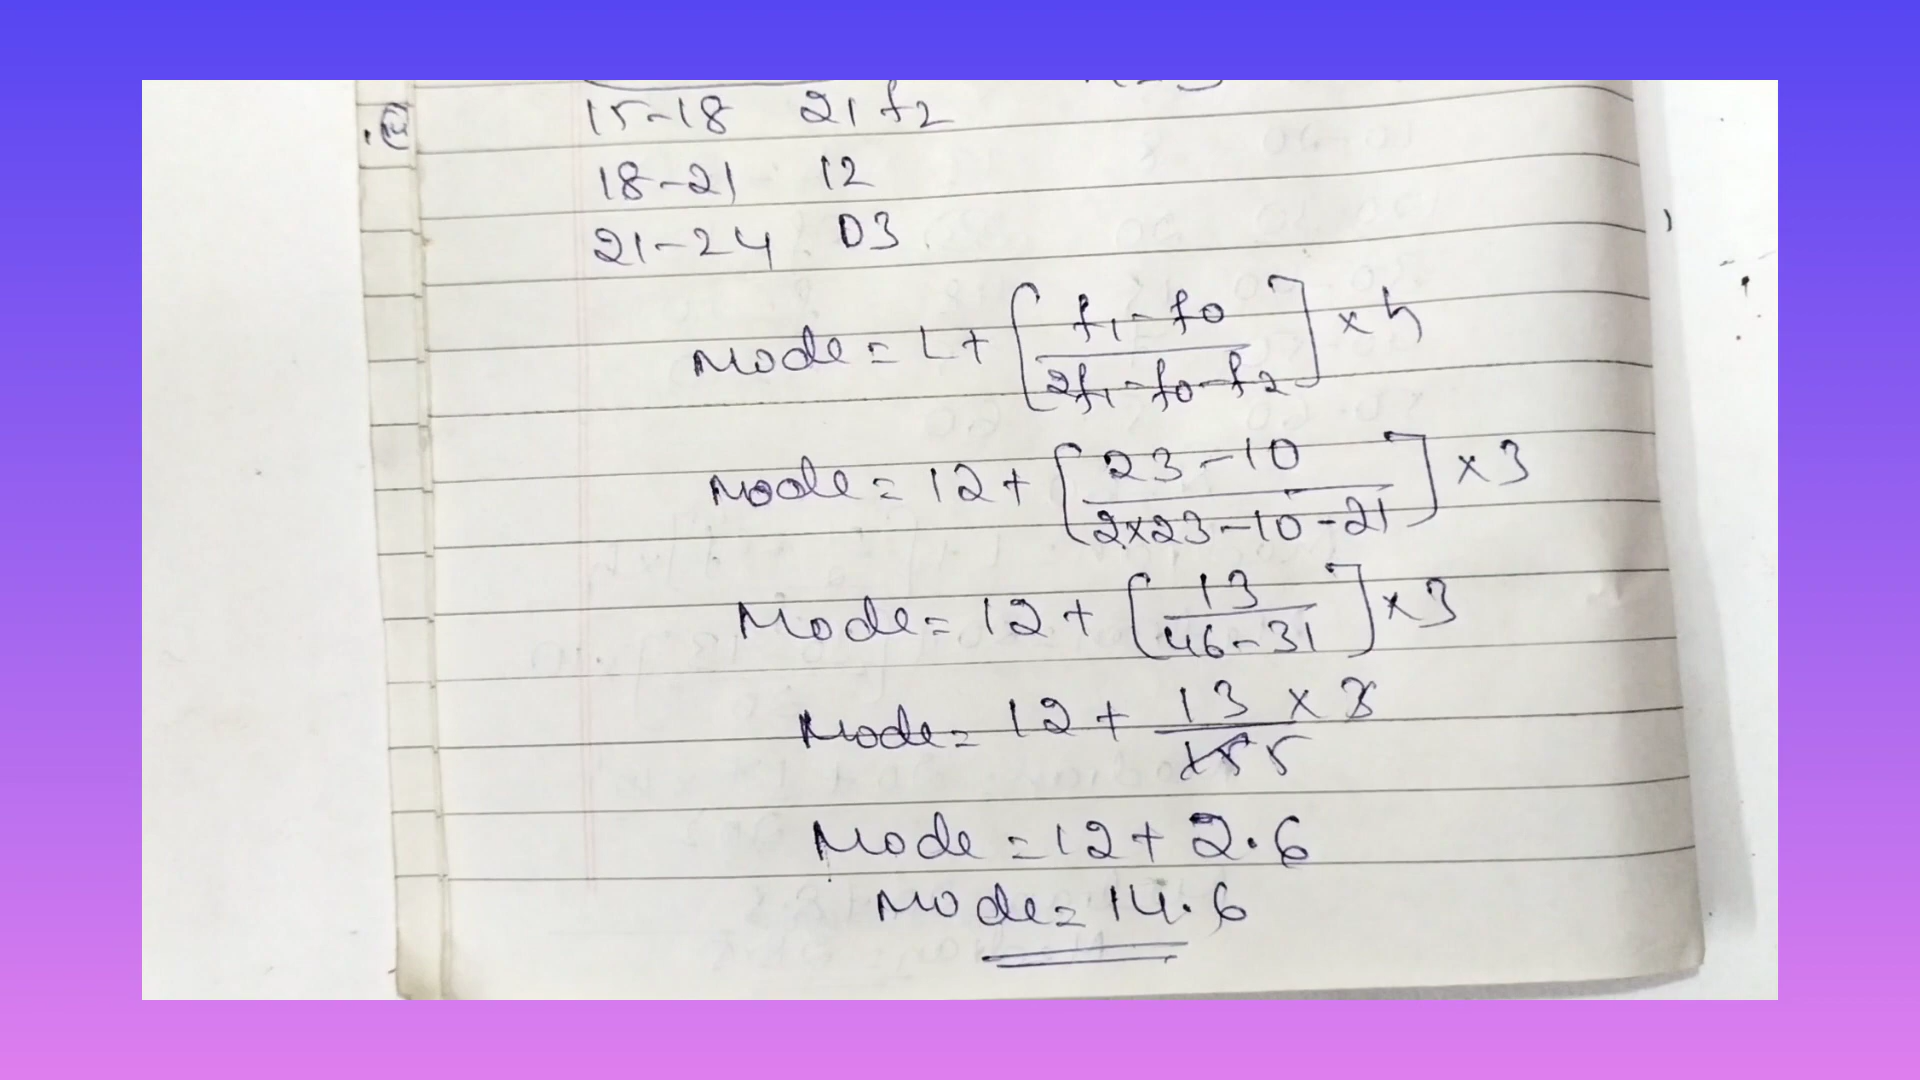 15-18 21 f2
18-21 12
21-24 03
Mode = L + [f1 - f0 / 2f1 - f0 - f2] × h
Mode = 12 + [23 - 10 / 2×23 - 10 - 21] × 3
Mode = 12 + [13 / 46 - 31] × 3
Mode = 12 + 13 × 3 / 15 5
Mode = 12 + 2.6
Mode = 14.6